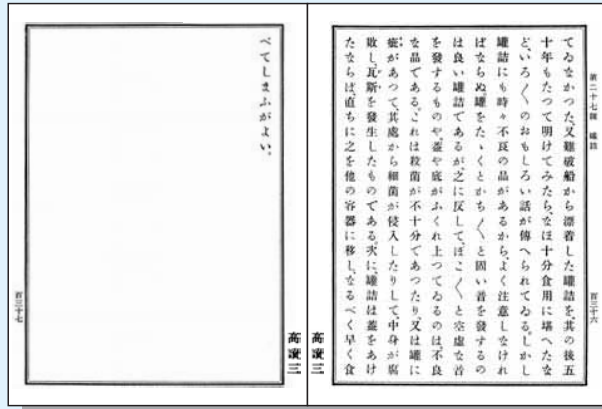 第二十七課 罐詰
てゐなかつた。又難破船から漂着した罐詰を、其の後五
十年もたつて明けてみたら、なほ十分食用に堪へたな
ど、いろ〳〵のおもしろい話が傳へられてゐる。しかし
罐詰にも時々不良の品があるから、よく注意しなけれ
ばならぬ。罐をたゝくとかち〳〵と固い音を發するの
は良い罐詰であるが、之に反して、ぽこ〳〵と空虚な音
を發するものや、蓋や底がふくれ上つてゐるのは、不良
な品である。これは殺菌が不十分であつたり、又は罐に
疵があつて、其處から細菌が侵入したりして、中身が腐
敗し、瓦斯を發生したものである。次に、罐詰は蓋をあけ
たならば、直ちに之を他の容器に移し、なるべく早く食
百三十六
高讀三
べてしまふがよい。
百三十七
高讀三